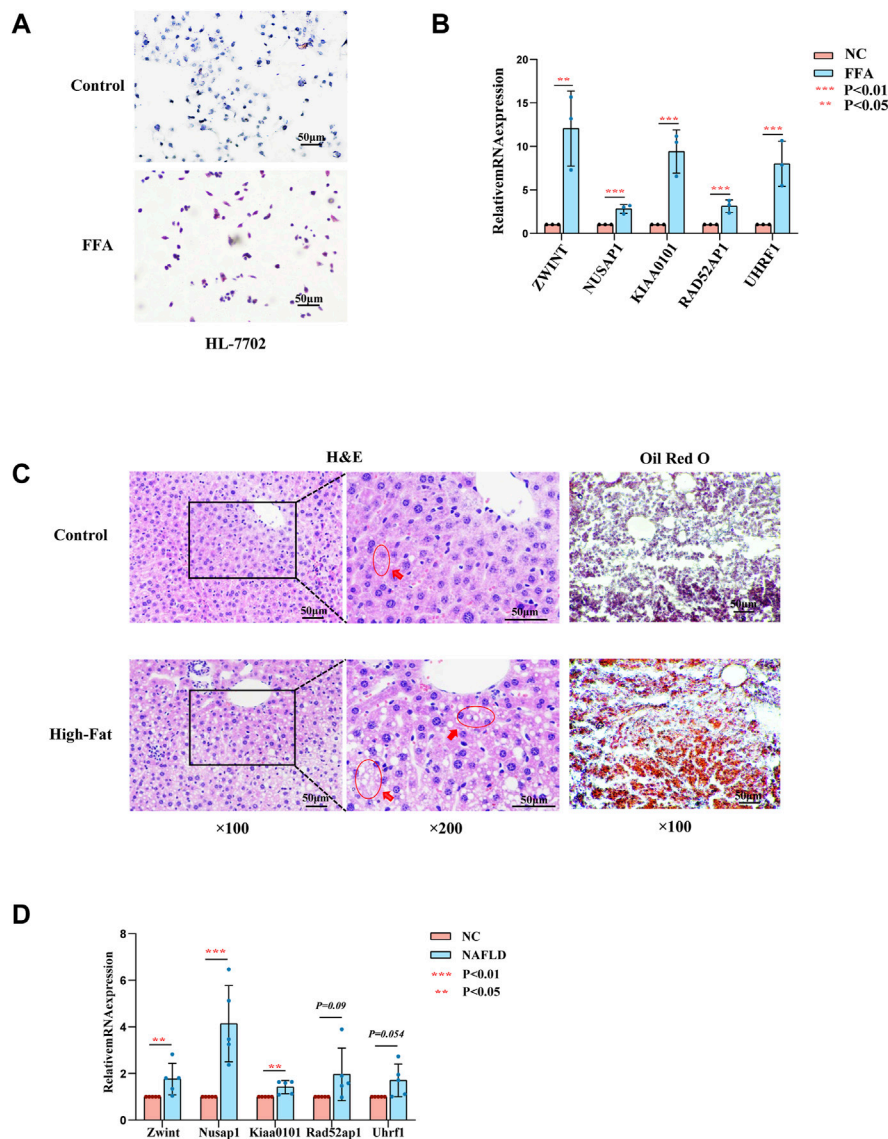 A
Control
50μm
FFA
50μm
HL-7702
B
RelativemRNAexpression
20
15
10
5
0
**
***
***
***
***
ZWINT
NUSAP1
KIAA0101
RAD52AP1
UHRF1
NC
FFA
*** P<0.01
** P<0.05
C
H&E
Oil Red O
Control
50μm
50μm
50μm
High-Fat
50μm
50μm
50μm
×100
×200
×100
D
RelativemRNAexpression
8
6
4
2
0
**
***
**
P=0.09
P=0.054
Zwint
Nusap1
Kiaa0101
Rad52ap1
Uhrf1
NC
NAFLD
*** P<0.01
** P<0.05